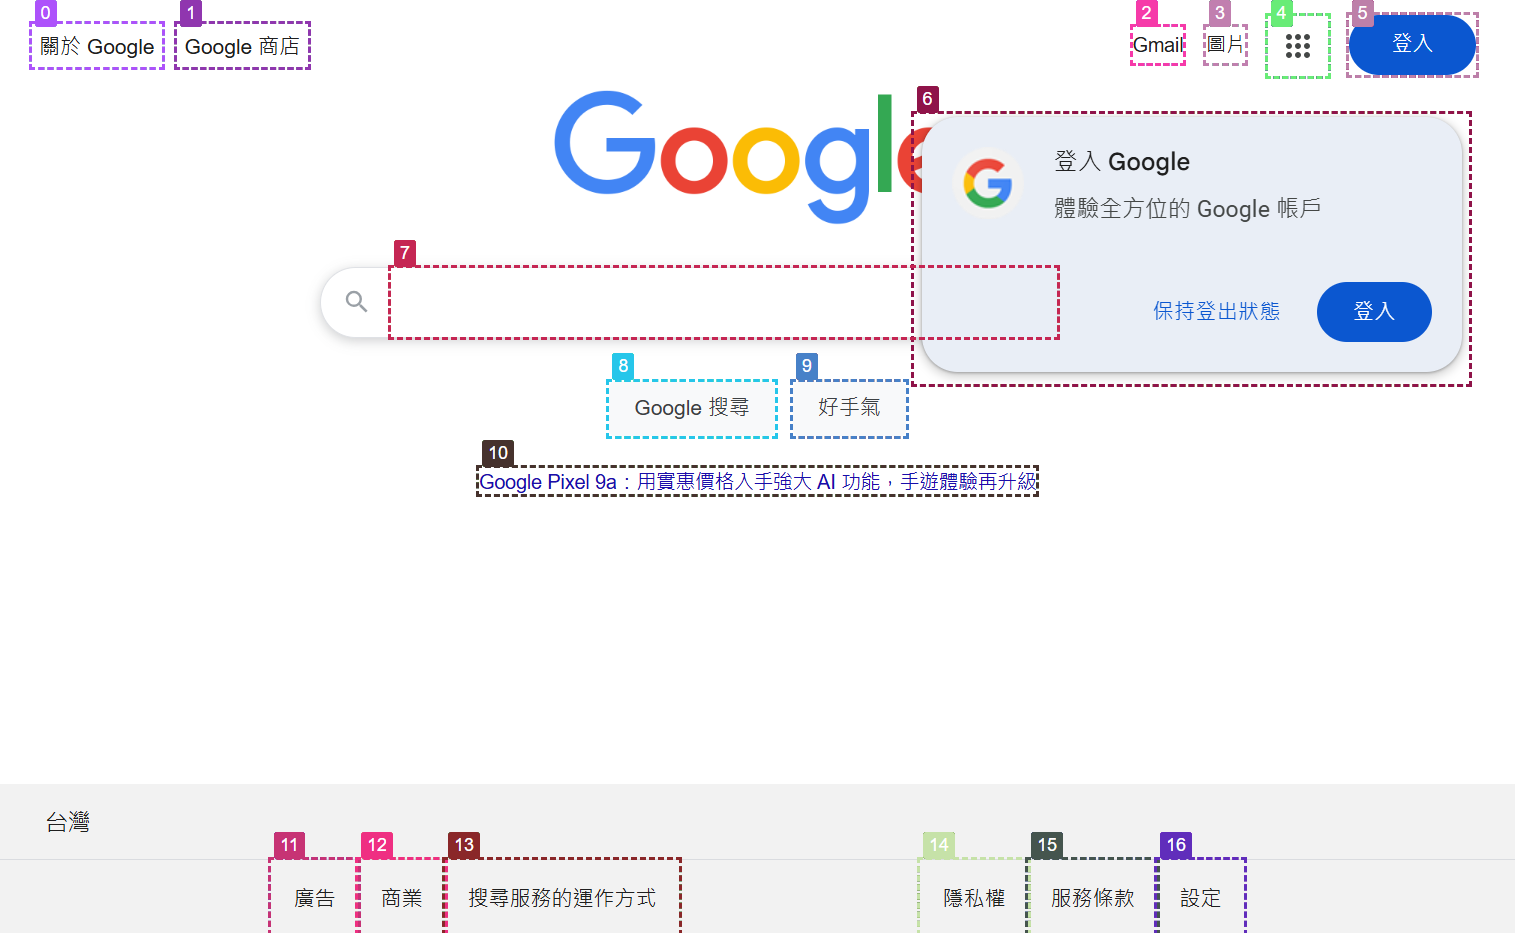 0
1
2
3
4
5
關於 Google
Google 商店
Gmail
圖片
登入
6
Google
登入 Google
體驗全方位的 Google 帳戶
7
保持登出狀態
登入
8
9
Google 搜尋
好手氣
10
Google Pixel 9a：用實惠價格入手強大 AI 功能，手遊體驗再升級
台灣
11
12
13
14
15
16
廣告
商業
搜尋服務的運作方式
隱私權
服務條款
設定